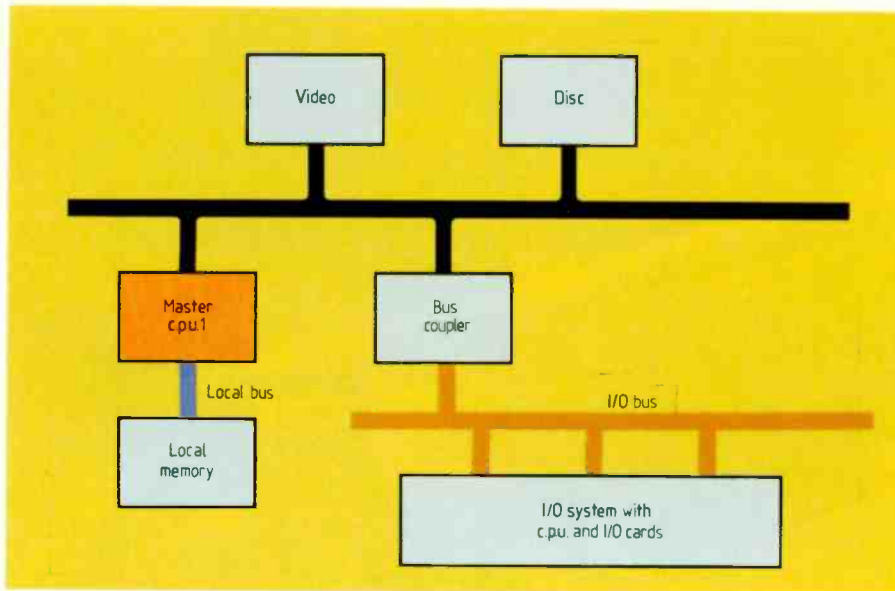 Video
Disc
Master
c.p.u.1
Bus
coupler
Local bus
I/O bus
Local
memory
I/O system with
c.p.u. and I/O cards